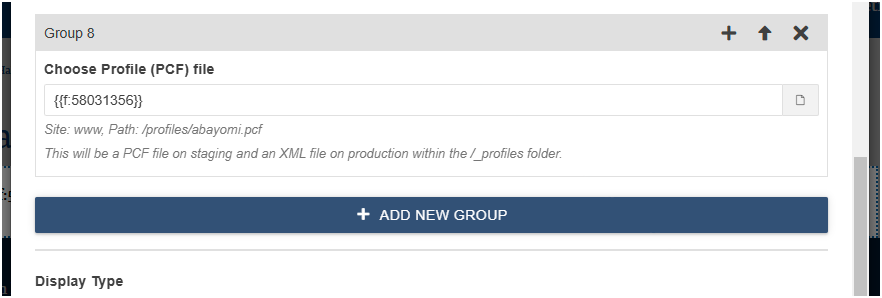 Group 8
Choose Profile (PCF) file
{{f:58031356}}
Site: www, Path: /profiles/abayomi.pcf
This will be a PCF file on staging and an XML file on production within the /_profiles folder.
ADD NEW GROUP
Display Type